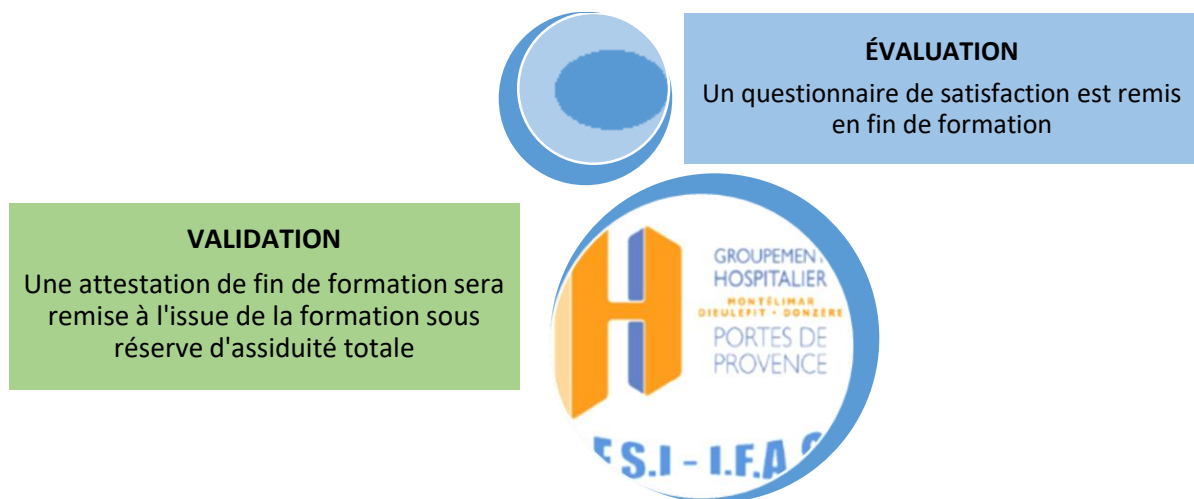 ÉVALUATION
Un questionnaire de satisfaction est remis
en fin de formation
VALIDATION
Une attestation de fin de formation sera
remise à l'issue de la formation sous
réserve d'assiduité totale
GROUPEMEN
HOSPITALIER
MONTÉLIMAR
DIEULEFIT • DONZÈRE
PORTES DE
PROVENCE
S.I - I.F.A